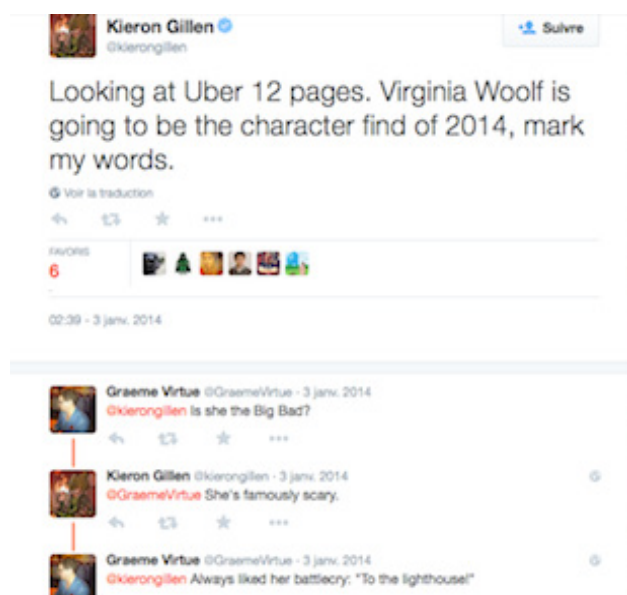 Kieron Gillen
@kierongillen
Suivre
Looking at Uber 12 pages. Virginia Woolf is
going to be the character find of 2014, mark
my words.
Voir la traduction
FAVORIS
6
02:39 - 3 janv. 2014
Graeme Virtue @GraemeVirtue · 3 janv. 2014
@kierongillen Is she the Big Bad?
Kieron Gillen @kierongillen · 3 janv. 2014
@GraemeVirtue She's famously scary.
Graeme Virtue @GraemeVirtue · 3 janv. 2014
@kierongillen Always liked her battlecry: "To the lighthouse!"